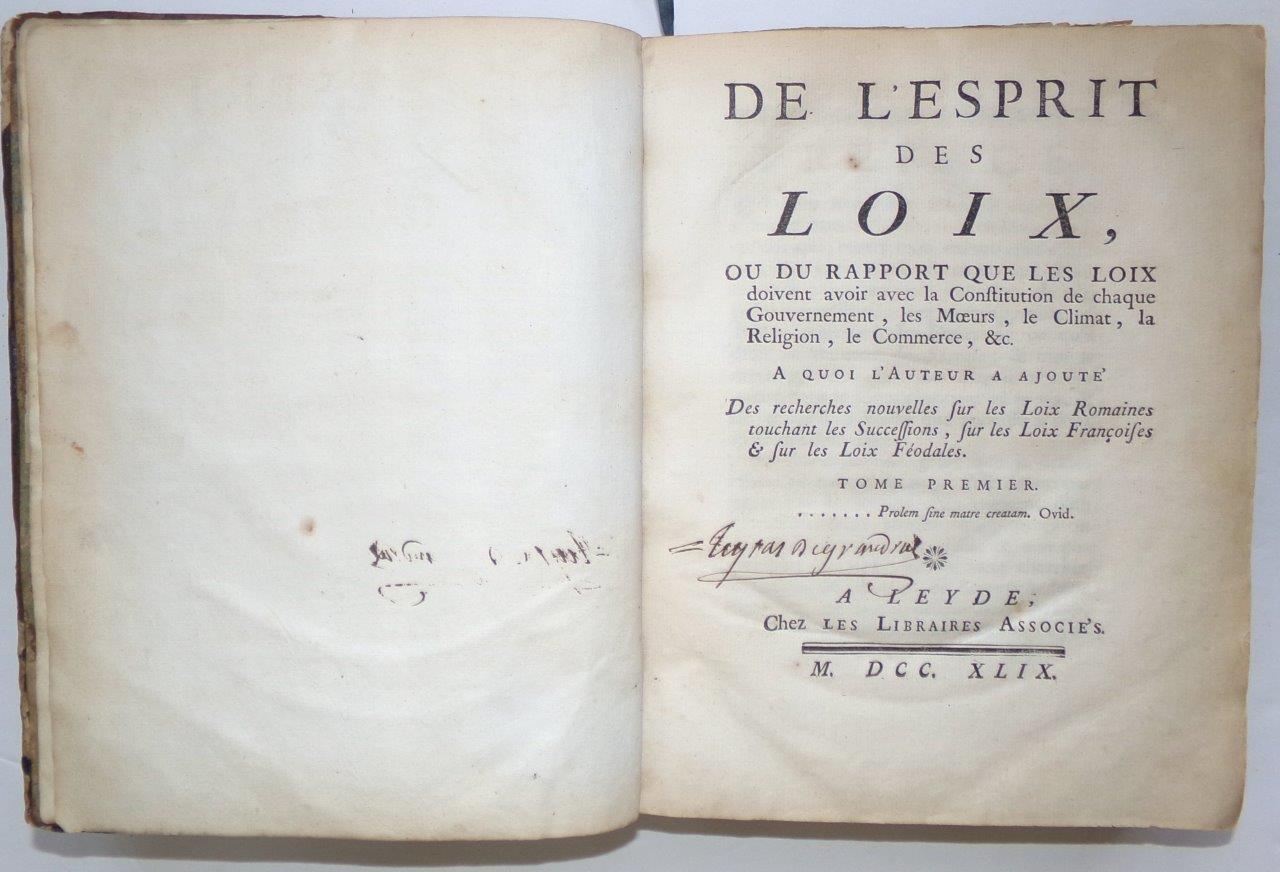 DE L'ESPRIT
DES
LOIX,
OU DU RAPPORT QUE LES LOIX
doivent avoir avec la Conſtitution de chaque
Gouvernement, les Mœurs, le Climat, la
Religion, le Commerce, &c.
A QUOI L'AUTEUR A AJOUTE'
Des recherches nouvelles ſur les Loix Romaines
touchant les Succeſſions, ſur les Loix Françoiſes
& ſur les Loix Féodales.
TOME PREMIER.
. . . . . . . Prolem ſine matre creatam. Ovid.
A LEYDE,
Chez LES LIBRAIRES ASSOCIE'S.
M. DCC. XLIX.